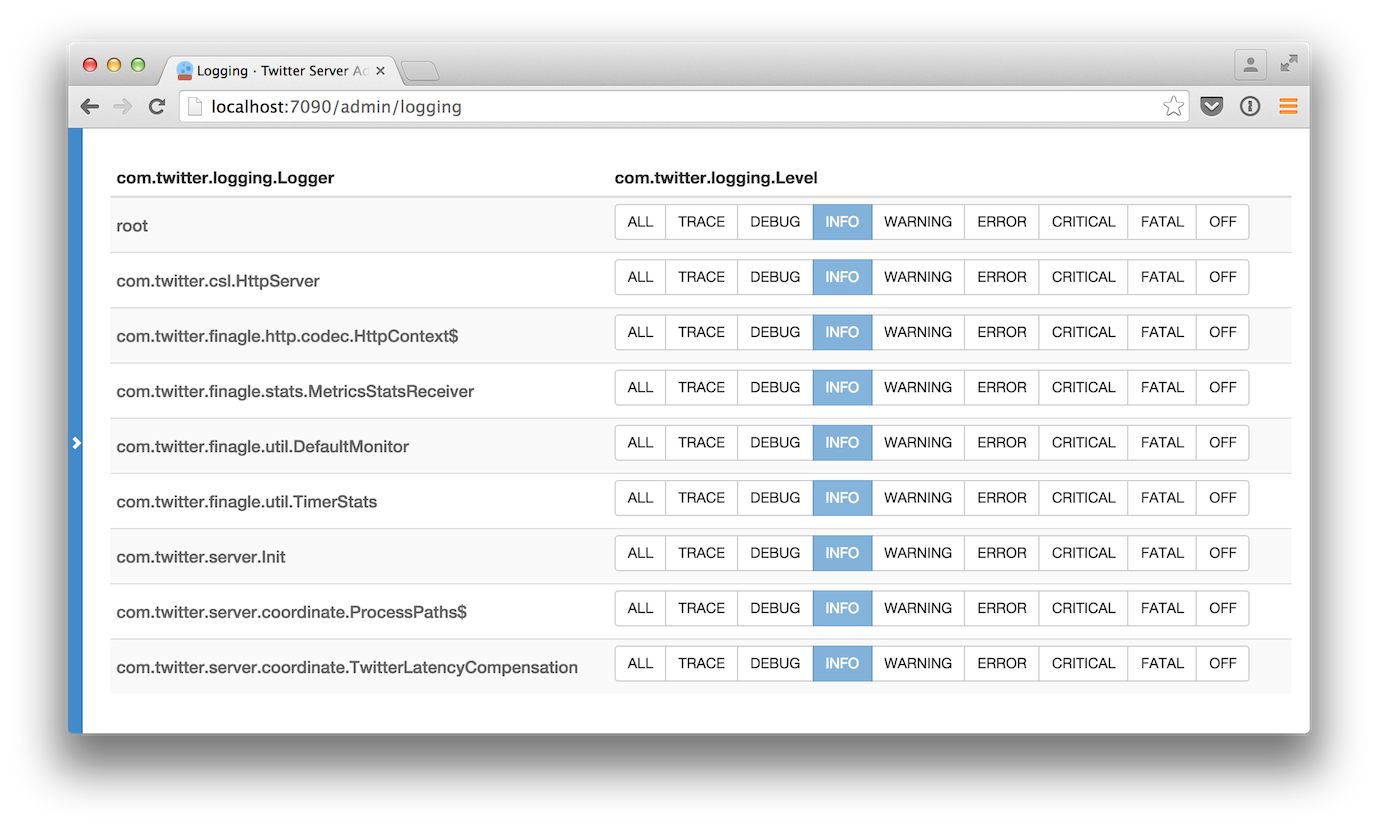 Logging · Twitter Server Ad
localhost:7090/admin/logging
com.twitter.logging.Logger com.twitter.logging.Level
root ALL TRACE DEBUG INFO WARNING ERROR CRITICAL FATAL OFF
com.twitter.csl.HttpServer ALL TRACE DEBUG INFO WARNING ERROR CRITICAL FATAL OFF
com.twitter.finagle.http.codec.HttpContext$ ALL TRACE DEBUG INFO WARNING ERROR CRITICAL FATAL OFF
com.twitter.finagle.stats.MetricsStatsReceiver ALL TRACE DEBUG INFO WARNING ERROR CRITICAL FATAL OFF
com.twitter.finagle.util.DefaultMonitor ALL TRACE DEBUG INFO WARNING ERROR CRITICAL FATAL OFF
com.twitter.finagle.util.TimerStats ALL TRACE DEBUG INFO WARNING ERROR CRITICAL FATAL OFF
com.twitter.server.Init ALL TRACE DEBUG INFO WARNING ERROR CRITICAL FATAL OFF
com.twitter.server.coordinate.ProcessPaths$ ALL TRACE DEBUG INFO WARNING ERROR CRITICAL FATAL OFF
com.twitter.server.coordinate.TwitterLatencyCompensation ALL TRACE DEBUG INFO WARNING ERROR CRITICAL FATAL OFF